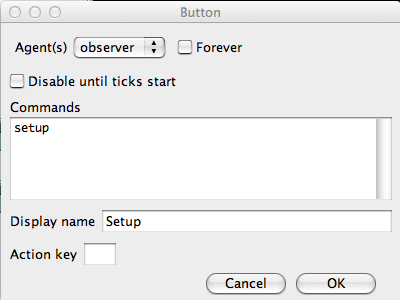 Button
Agent(s) observer Forever
Disable until ticks start
Commands
setup
Display name Setup
Action key
Cancel OK